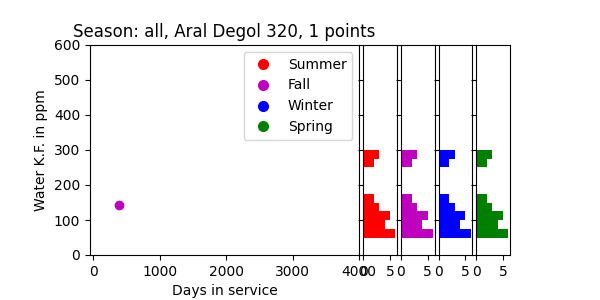 Season: all, Aral Degol 320, 1 points
Water K.F. in ppm
600
500
400
300
200
100
0
Summer
Fall
Winter
Spring
0 1000 2000 3000 4000
0 5 0 5 0 5 0 5
Days in service